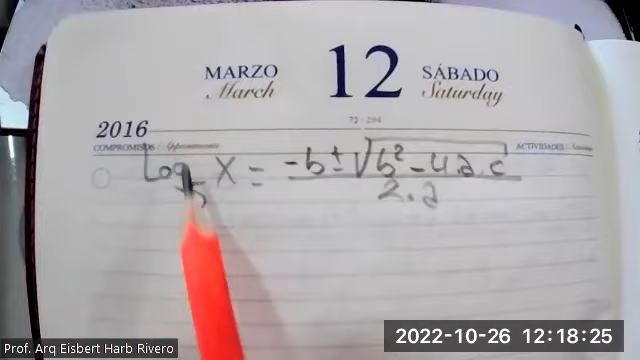 MARZO 12 SÁBADO
March Saturday
72 - 294
2016
COMPROMISOS / Appointments ACTIVIDADES
Log₅ X = -b ± √b² - 4.a.c
2.a
Prof. Arq Eisbert Harb Rivero
2022-10-26 12:18:25